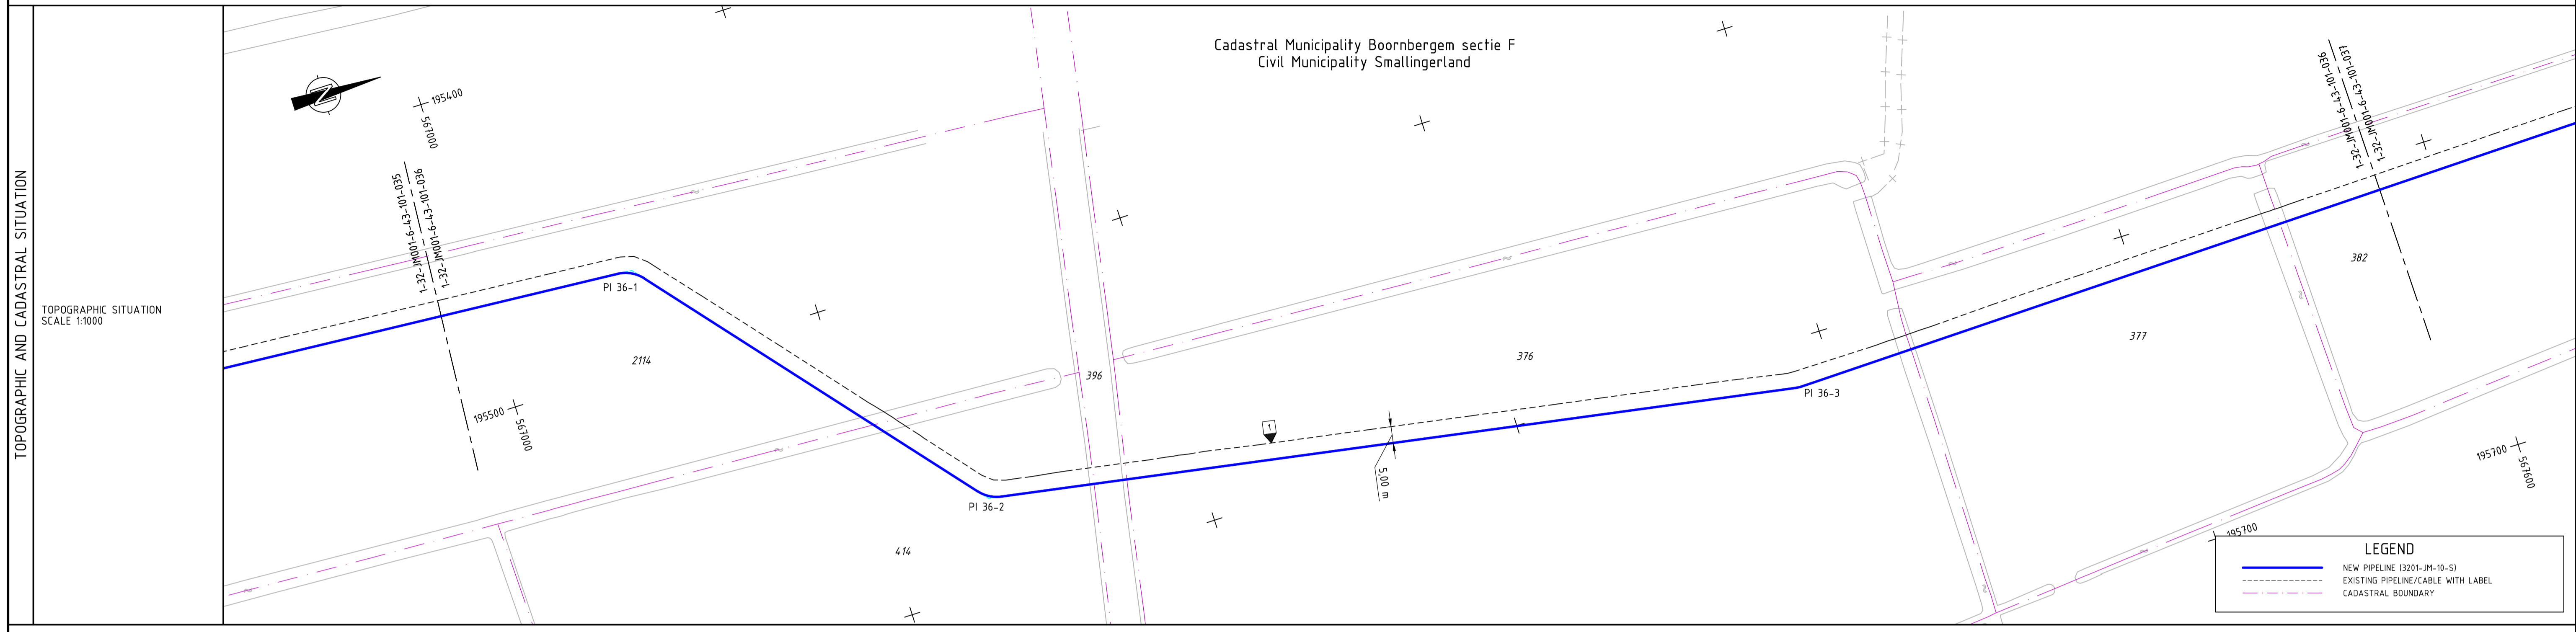 TOPOGRAPHIC AND CADASTRAL SITUATION
TOPOGRAPHIC SITUATION
SCALE 1:1000
Cadastral Municipality Boornbergem sectie F
Civil Municipality Smallingerland
N
195400
567000
1-32-JM001-6-43-101-035
1-32-JM001-6-43-101-036
PI 36-1
2114
195500
567000
396
PI 36-2
414
1
5,00 m
376
PI 36-3
377
1-32-JM001-6-43-101-036
1-32-JM001-6-43-101-037
382
195700
567600
195700
LEGEND
NEW PIPELINE (3201-JM-10-S)
EXISTING PIPELINE/CABLE WITH LABEL
CADASTRAL BOUNDARY